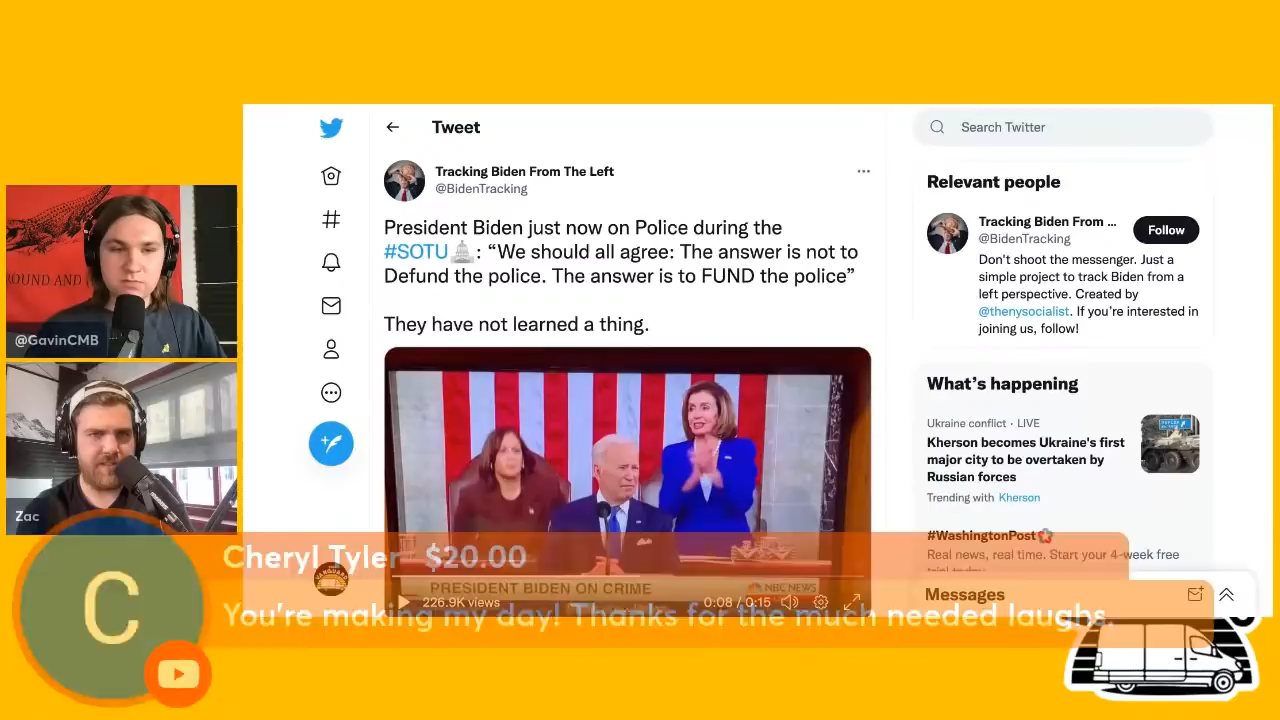 Tweet
Tracking Biden From The Left
@BidenTracking
President Biden just now on Police during the
#SOTU : “We should all agree: The answer is not to
Defund the police. The answer is to FUND the police”
They have not learned a thing.
PRESIDENT BIDEN ON CRIME
NBC NEWS
226.9K views
0:08 / 0:15
Search Twitter
Relevant people
Tracking Biden From ...
@BidenTracking
Follow
Don't shoot the messenger. Just a
simple project to track Biden from a
left perspective. Created by
@thenysocialist. If you’re interested in
joining us, follow!
What’s happening
Ukraine conflict · LIVE
Kherson becomes Ukraine's first
major city to be overtaken by
Russian forces
Trending with Kherson
#WashingtonPost
Real news, real time. Start your 4-week free
Messages
ROUND AND
@GavinCMB
Zac
C
Cheryl Tyler $20.00
You’re making my day! Thanks for the much needed laughs.
VANGUARD